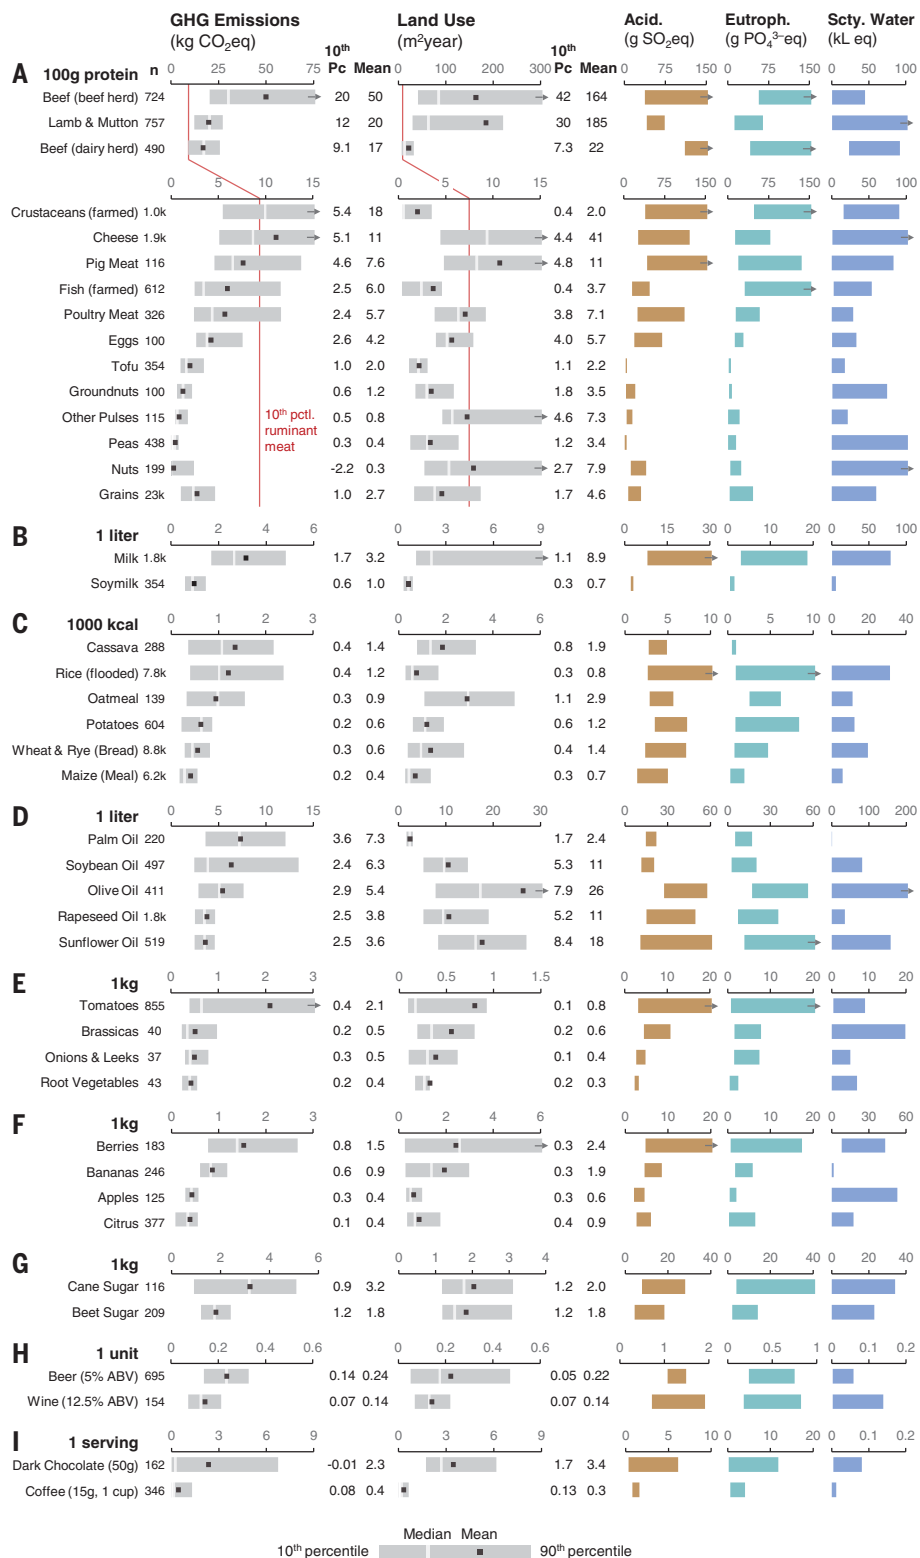 GHG Emissions Land Use Acid. Eutroph. Scty. Water
(kg CO₂eq) 10th (m²year) 10th (g SO₂eq) (g PO₄³⁻eq) (kL eq)
A 100g protein n 0 25 50 75 Pc Mean 0 100 200 300 Pc Mean 0 75 150 0 75 150 0 50 100
Beef (beef herd) 724 20 50 42 164
Lamb & Mutton 757 12 20 30 185
Beef (dairy herd) 490 9.1 17 7.3 22
0 5 10 15 0 5 10 15 0 75 150 0 75 150 0 50 100
Crustaceans (farmed) 1.0k 5.4 18 0.4 2.0
Cheese 1.9k 5.1 11 4.4 41
Pig Meat 116 4.6 7.6 4.8 11
Fish (farmed) 612 2.5 6.0 0.4 3.7
Poultry Meat 326 2.4 5.7 3.8 7.1
Eggs 100 2.6 4.2 4.0 5.7
Tofu 354 1.0 2.0 1.1 2.2
Groundnuts 100 0.6 1.2 1.8 3.5
Other Pulses 115 10th pctl. 0.5 0.8 4.6 7.3
ruminant
Peas 438 meat 0.3 0.4 1.2 3.4
Nuts 199 -2.2 0.3 2.7 7.9
Grains 23k 1.0 2.7 1.7 4.6
B 1 liter 0 2 4 6 0 3 6 9 0 15 30 0 10 20 0 50 100
Milk 1.8k 1.7 3.2 1.1 8.9
Soymilk 354 0.6 1.0 0.3 0.7
C 1000 kcal 0 1 2 3 0 2 4 6 0 5 10 0 5 10 0 20 40
Cassava 288 0.4 1.4 0.8 1.9
Rice (flooded) 7.8k 0.4 1.2 0.3 0.8
Oatmeal 139 0.3 0.9 1.1 2.9
Potatoes 604 0.2 0.6 0.6 1.2
Wheat & Rye (Bread) 8.8k 0.3 0.6 0.4 1.4
Maize (Meal) 6.2k 0.2 0.4 0.3 0.7
D 1 liter 0 5 10 15 0 10 20 30 0 30 60 0 30 60 0 100 200
Palm Oil 220 3.6 7.3 1.7 2.4
Soybean Oil 497 2.4 6.3 5.3 11
Olive Oil 411 2.9 5.4 7.9 26
Rapeseed Oil 1.8k 2.5 3.8 5.2 11
Sunflower Oil 519 2.5 3.6 8.4 18
E 1kg 0 1 2 3 0 0.5 1 1.5 0 10 20 0 10 20 0 10 20
Tomatoes 855 0.4 2.1 0.1 0.8
Brassicas 40 0.2 0.5 0.2 0.6
Onions & Leeks 37 0.3 0.5 0.1 0.4
Root Vegetables 43 0.2 0.4 0.2 0.3
F 1kg 0 1 2 3 0 2 4 6 0 10 20 0 10 20 0 30 60
Berries 183 0.8 1.5 0.3 2.4
Bananas 246 0.6 0.9 0.3 1.9
Apples 125 0.3 0.4 0.3 0.6
Citrus 377 0.1 0.4 0.4 0.9
G 1kg 0 2 4 6 0 1 2 3 4 0 20 40 0 20 40 0 20 40
Cane Sugar 116 0.9 3.2 1.2 2.0
Beet Sugar 209 1.2 1.8 1.2 1.8
H 1 unit 0 0.2 0.4 0.6 0 0.2 0.4 0.6 0 1 2 0 0.5 1 0 0.1 0.2
Beer (5% ABV) 695 0.14 0.24 0.05 0.22
Wine (12.5% ABV) 154 0.07 0.14 0.07 0.14
I 1 serving 0 3 6 9 0 3 6 9 0 5 10 0 10 20 0 0.1 0.2
Dark Chocolate (50g) 162 -0.01 2.3 1.7 3.4
Coffee (15g, 1 cup) 346 0.08 0.4 0.13 0.3
Median Mean
10th percentile 90th percentile